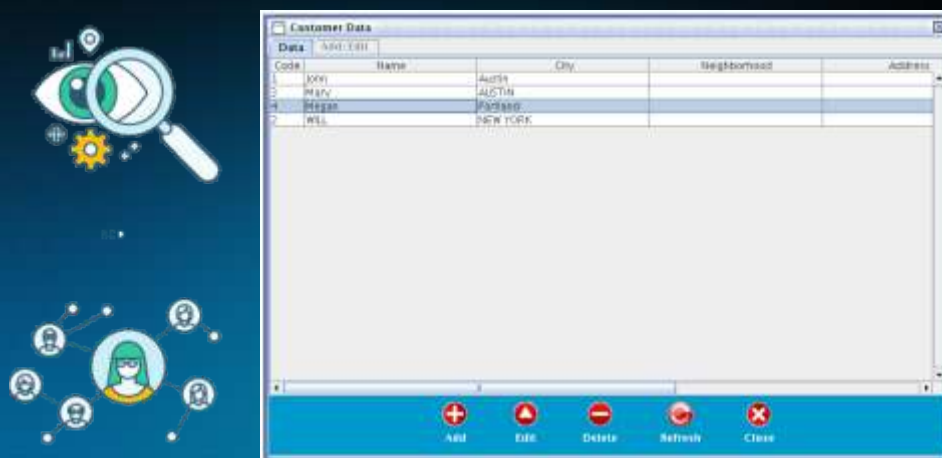 Customer Data
Data Add/Edit
Code Name City Neighborhood Address
1 John Austin
3 Mary AUSTIN
4 Megan Portland
2 WILL NEW YORK
Add Edit Delete Refresh Close